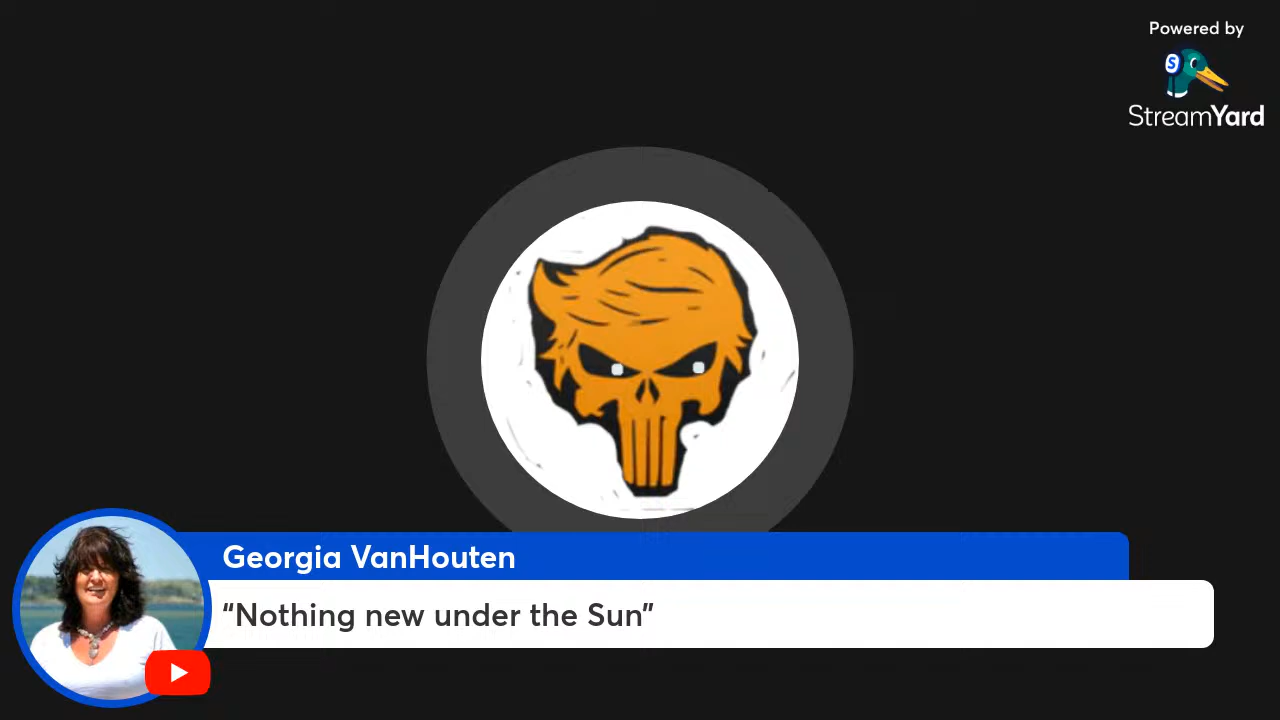 Powered by
S
StreamYard
Georgia VanHouten
“Nothing new under the Sun”